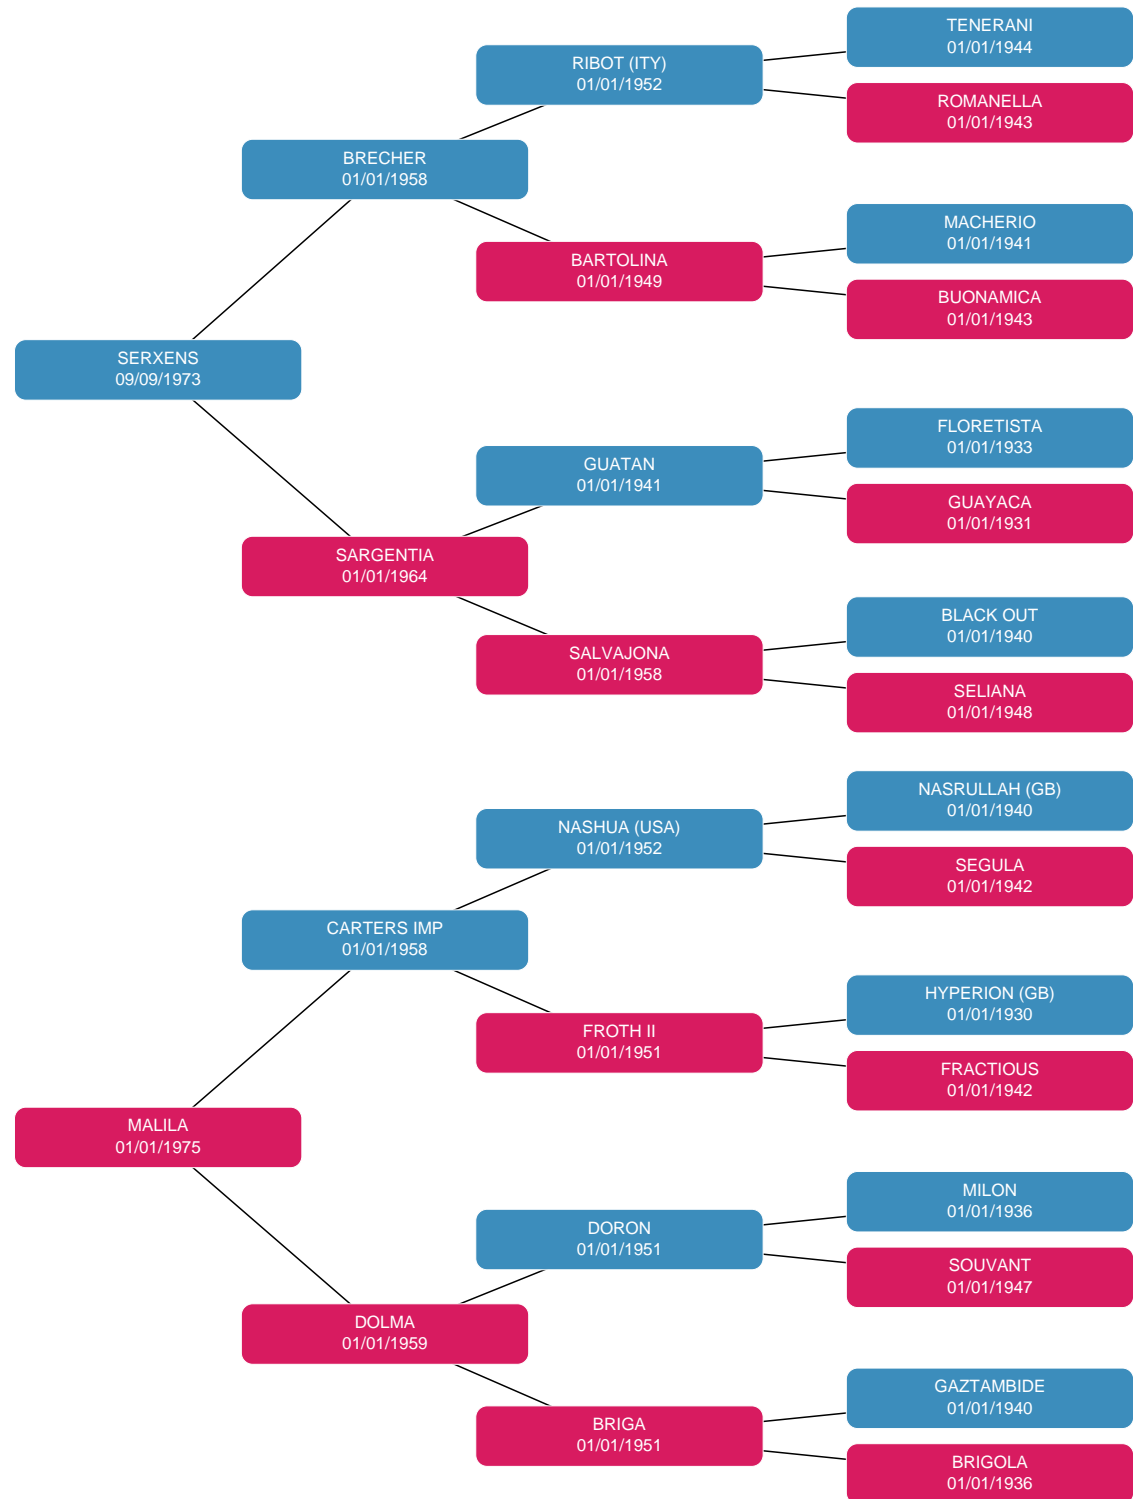 TENERANI
01/01/1944
RIBOT (ITY)
01/01/1952
ROMANELLA
01/01/1943
BRECHER
01/01/1958
MACHERIO
01/01/1941
BARTOLINA
01/01/1949
BUONAMICA
01/01/1943
SERXENS
09/09/1973
FLORETISTA
01/01/1933
GUATAN
01/01/1941
GUAYACA
01/01/1931
SARGENTIA
01/01/1964
BLACK OUT
01/01/1940
SALVAJONA
01/01/1958
SELIANA
01/01/1948
NASRULLAH (GB)
01/01/1940
NASHUA (USA)
01/01/1952
SEGULA
01/01/1942
CARTERS IMP
01/01/1958
HYPERION (GB)
01/01/1930
FROTH II
01/01/1951
FRACTIOUS
01/01/1942
MALILA
01/01/1975
MILON
01/01/1936
DORON
01/01/1951
SOUVANT
01/01/1947
DOLMA
01/01/1959
GAZTAMBIDE
01/01/1940
BRIGA
01/01/1951
BRIGOLA
01/01/1936